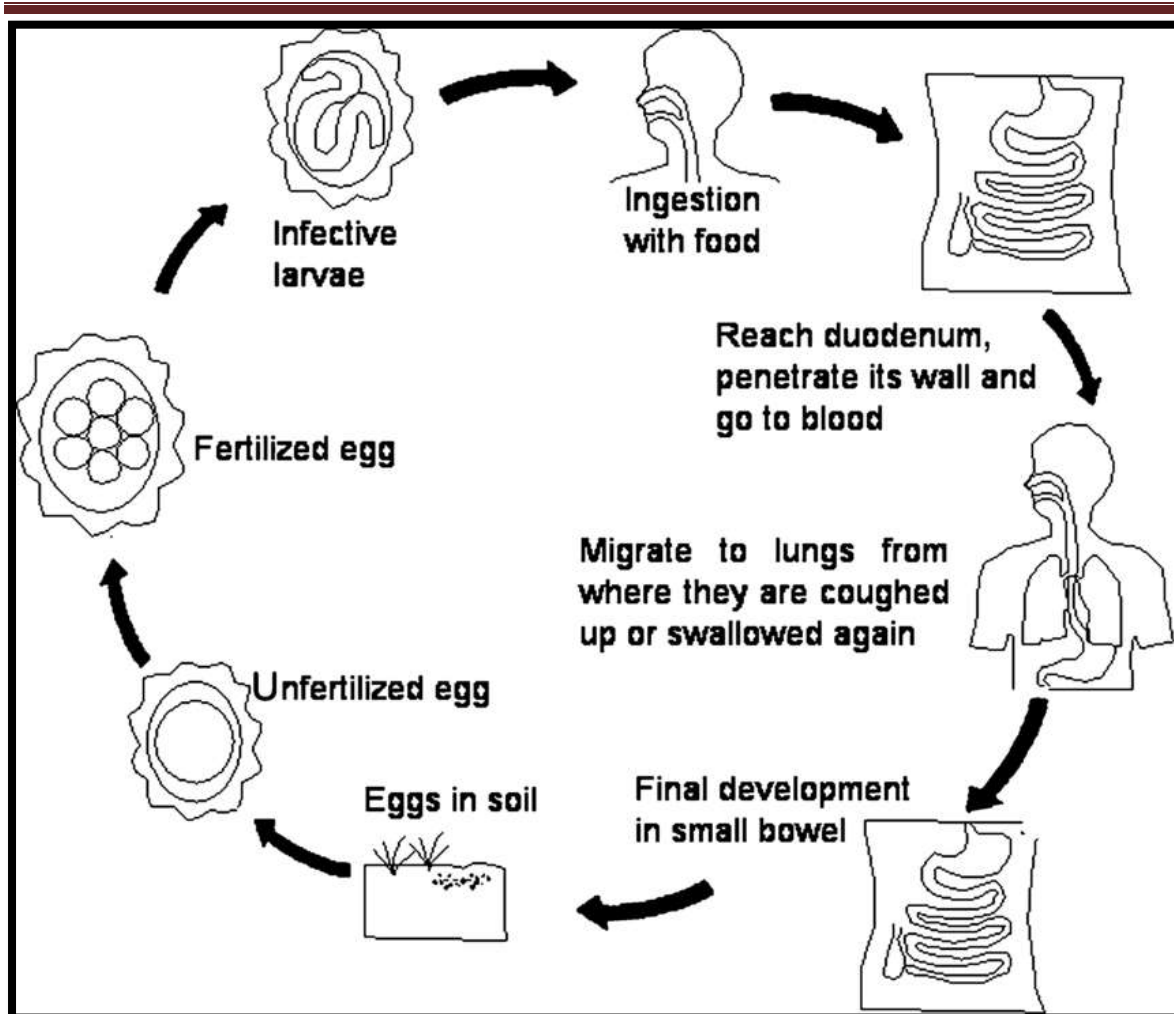 Infective
larvae
Ingestion
with food
Reach duodenum,
penetrate its wall and
go to blood
Fertilized egg
Migrate to lungs from
where they are coughed
up or swallowed again
Unfertilized egg
Eggs in soil
Final development
in small bowel